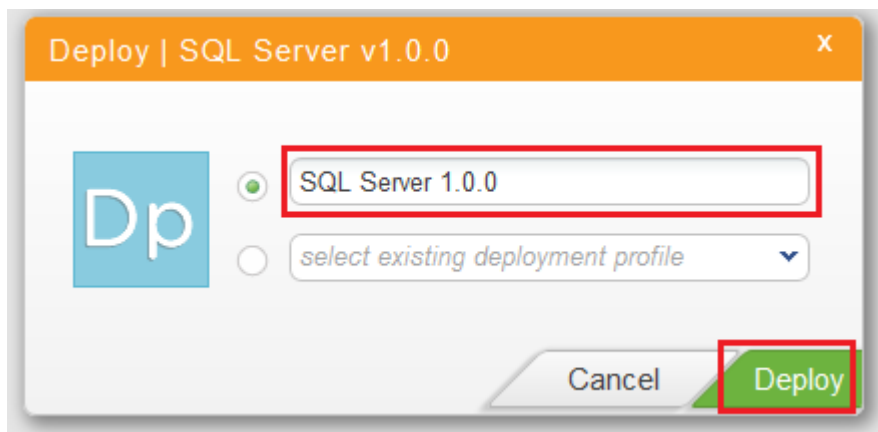 Deploy | SQL Server v1.0.0
x
Dp
SQL Server 1.0.0
select existing deployment profile
Cancel
Deploy